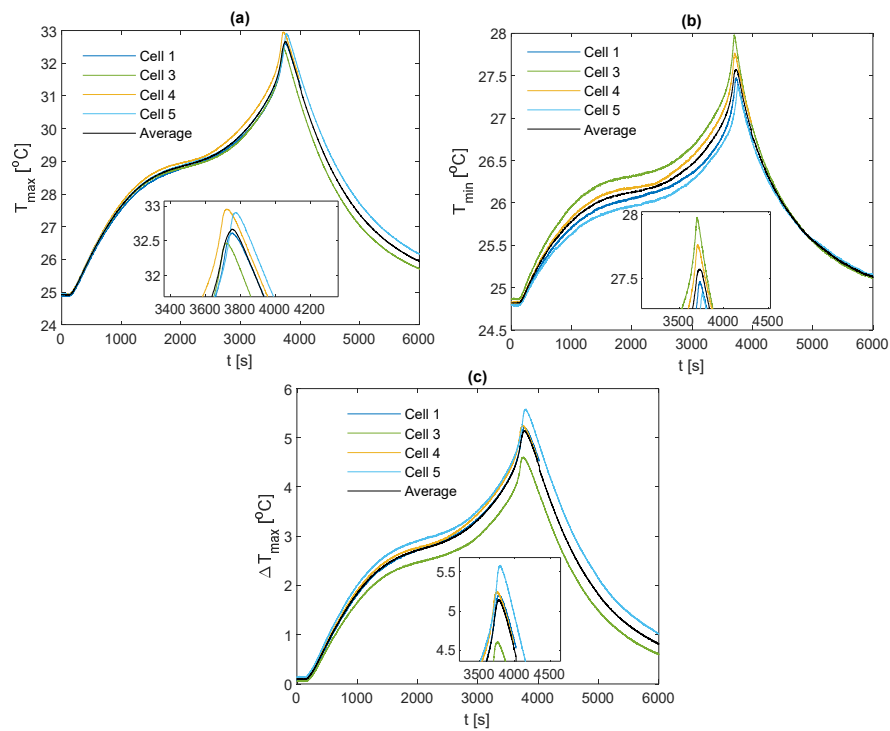 (a)
33
32
31
30
29
28
27
26
25
24
T_max [°C]
Cell 1
Cell 3
Cell 4
Cell 5
Average
33
32.5
32
3400 3600 3800 4000 4200
0 1000 2000 3000 4000 5000 6000
t [s]
(b)
28
27.5
27
26.5
26
25.5
25
24.5
T_min [°C]
Cell 1
Cell 3
Cell 4
Cell 5
Average
28
27.5
3500 4000 4500
0 1000 2000 3000 4000 5000 6000
t [s]
(c)
6
5
4
3
2
1
0
Δ T_max [°C]
Cell 1
Cell 3
Cell 4
Cell 5
Average
5.5
5
4.5
3500 4000 4500
0 1000 2000 3000 4000 5000 6000
t [s]